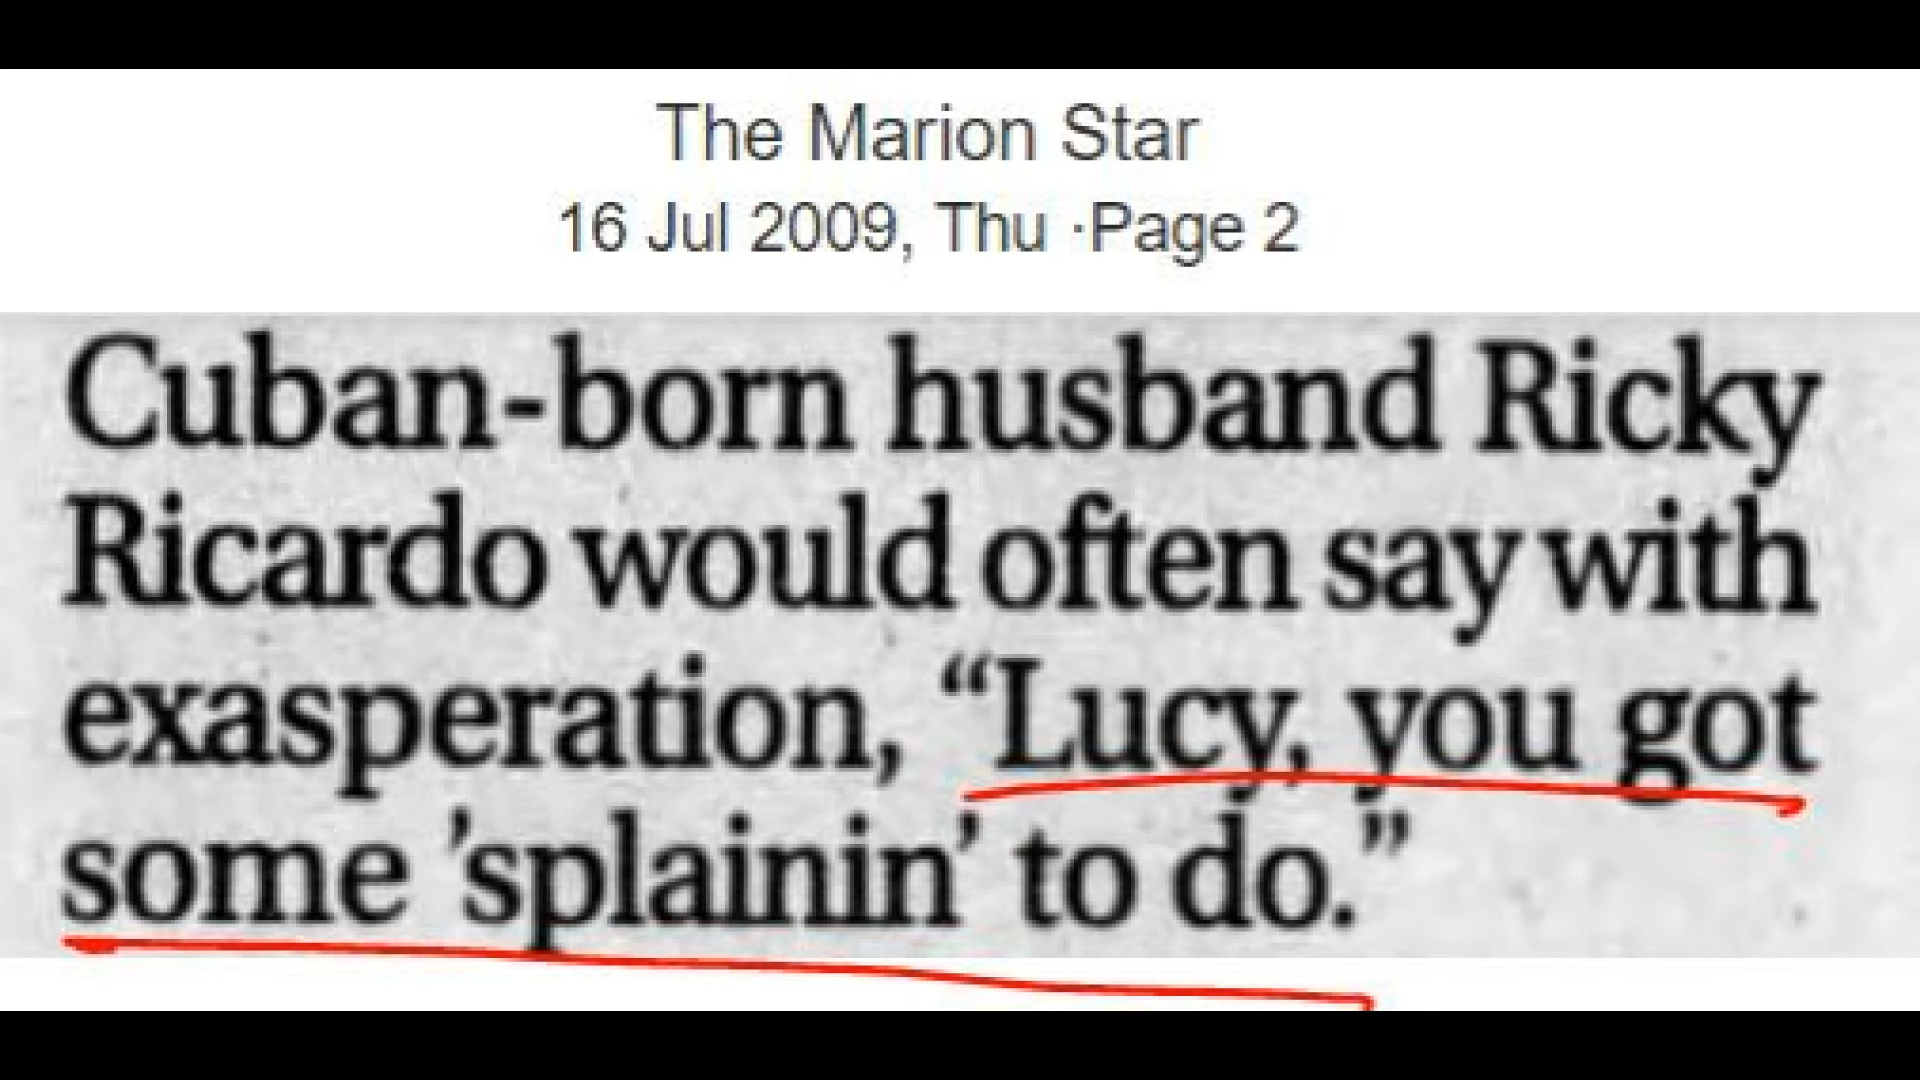 The Marion Star
16 Jul 2009, Thu ·Page 2
Cuban-born husband Ricky
Ricardo would often say with
exasperation, “Lucy, you got
some ’splainin’ to do.”